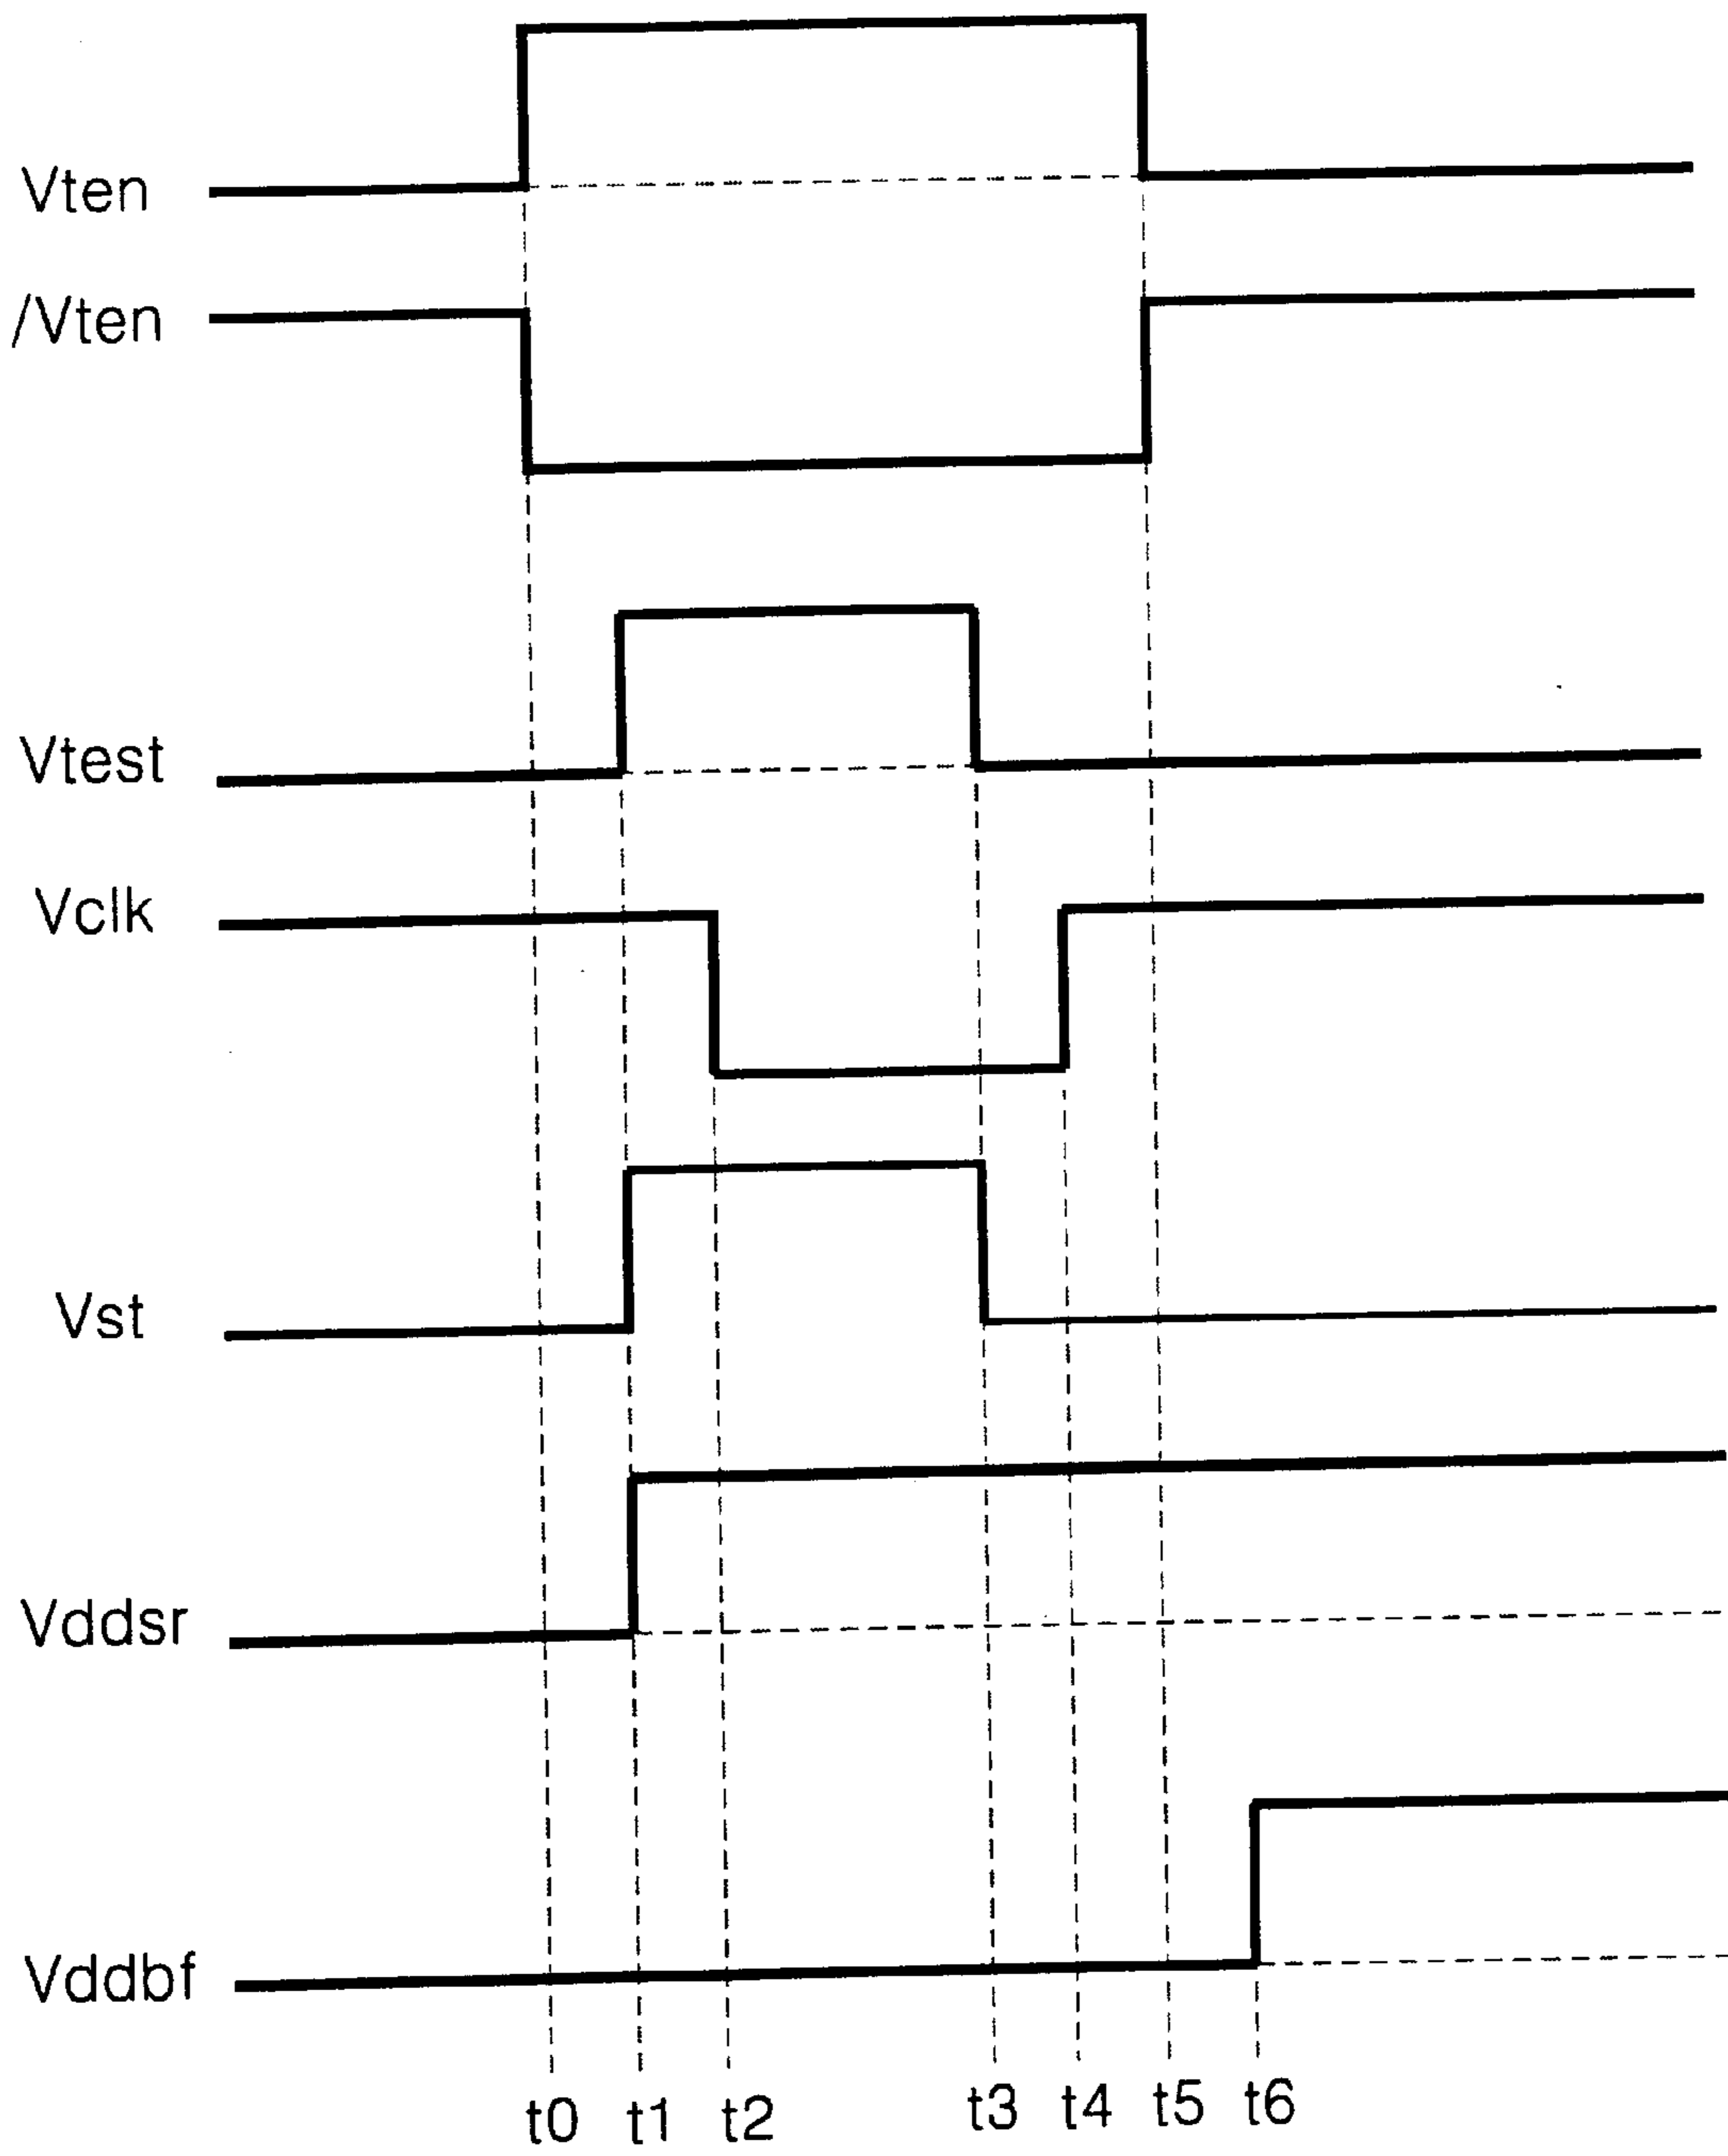 Vten
/Vten
Vtest
Vclk
Vst
Vddsr
Vddbf
t0 t1 t2 t3 t4 t5 t6